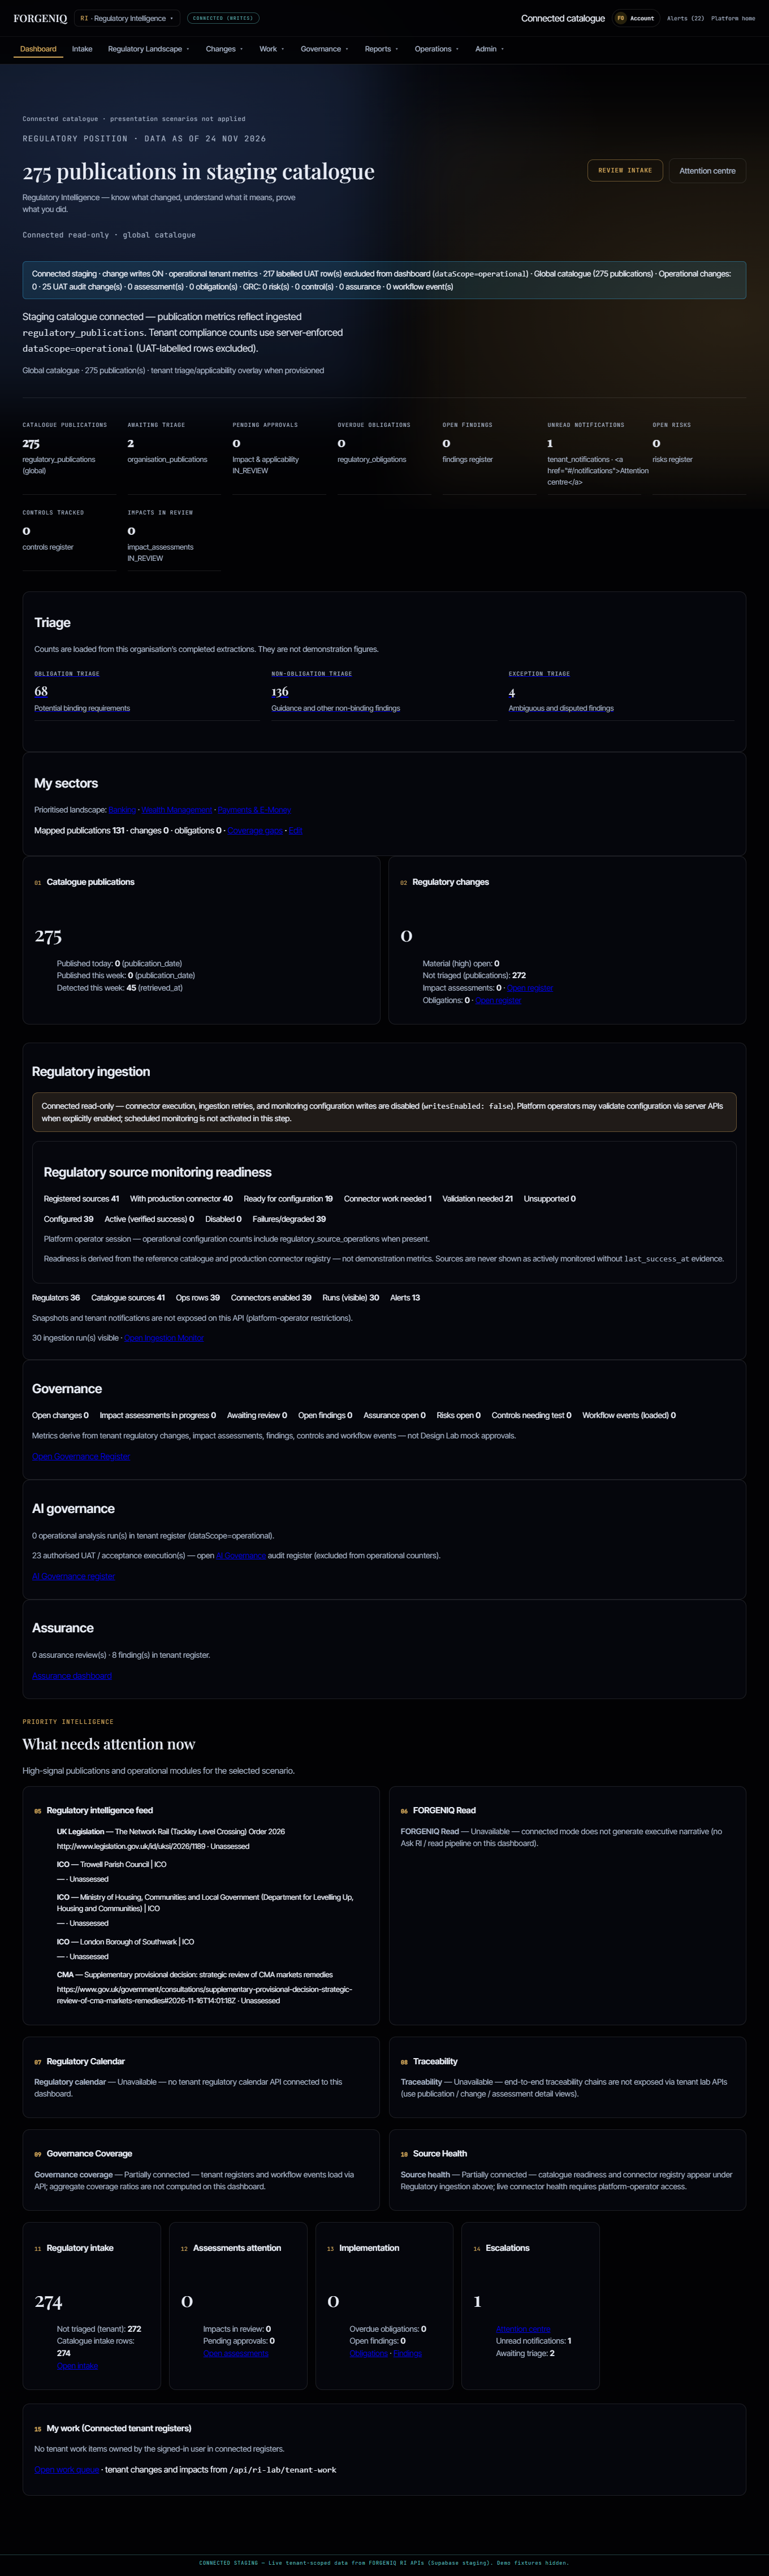 FORGENIQ
RI · Regulatory Intelligence
CONNECTED (WRITES)
Connected catalogue
Account
Alerts (22)
Platform home
Dashboard
Intake
Regulatory Landscape
Changes
Work
Governance
Reports
Operations
Admin
Connected catalogue · presentation scenarios not applied
REGULATORY POSITION · DATA AS OF 24 NOV 2026
275 publications in staging catalogue
REVIEW INTAKE
Attention centre
Regulatory Intelligence — know what changed, understand what it means, prove
what you did.
Connected read-only · global catalogue
Connected staging · change writes ON · operational tenant metrics · 217 labelled UAT row(s) excluded from dashboard (dataScope=operational) · Global catalogue (275 publications) · Operational changes:
0 · 25 UAT audit change(s) · 0 assessment(s) · 0 obligation(s) · GRC: 0 risk(s) · 0 control(s) · 0 assurance · 0 workflow event(s)
Staging catalogue connected — publication metrics reflect ingested
regulatory_publications. Tenant compliance counts use server-enforced
dataScope=operational (UAT-labelled rows excluded).
Global catalogue · 275 publication(s) · tenant triage/applicability overlay when provisioned
CATALOGUE PUBLICATIONS
275
regulatory_publications
(global)
AWAITING TRIAGE
2
organisation_publications
PENDING APPROVALS
0
Impact & applicability
IN_REVIEW
OVERDUE OBLIGATIONS
0
regulatory_obligations
OPEN FINDINGS
0
findings register
UNREAD NOTIFICATIONS
1
tenant_notifications · <a
href="#/notifications">Attention
centre</a>
OPEN RISKS
0
risks register
CONTROLS TRACKED
0
controls register
IMPACTS IN REVIEW
0
impact_assessments
IN_REVIEW
Triage
Counts are loaded from this organisation's completed extractions. They are not demonstration figures.
OBLIGATION TRIAGE
68
Potential binding requirements
NON-OBLIGATION TRIAGE
136
Guidance and other non-binding findings
EXCEPTION TRIAGE
4
Ambiguous and disputed findings
My sectors
Prioritised landscape: Banking · Wealth Management · Payments & E-Money
Mapped publications 131 · changes 0 · obligations 0 · Coverage gaps · Edit
01 Catalogue publications
275
Published today: 0 (publication_date)
Published this week: 0 (publication_date)
Detected this week: 45 (retrieved_at)
02 Regulatory changes
0
Material (high) open: 0
Not triaged (publications): 272
Impact assessments: 0 · Open register
Obligations: 0 · Open register
Regulatory ingestion
Connected read-only — connector execution, ingestion retries, and monitoring configuration writes are disabled (writesEnabled: false). Platform operators may validate configuration via server APIs
when explicitly enabled; scheduled monitoring is not activated in this step.
Regulatory source monitoring readiness
Registered sources 41 With production connector 40 Ready for configuration 19 Connector work needed 1 Validation needed 21 Unsupported 0
Configured 39 Active (verified success) 0 Disabled 0 Failures/degraded 39
Platform operator session — operational configuration counts include regulatory_source_operations when present.
Readiness is derived from the reference catalogue and production connector registry — not demonstration metrics. Sources are never shown as actively monitored without last_success_at evidence.
Regulators 36 Catalogue sources 41 Ops rows 39 Connectors enabled 39 Runs (visible) 30 Alerts 13
Snapshots and tenant notifications are not exposed on this API (platform-operator restrictions).
30 ingestion run(s) visible · Open Ingestion Monitor
Governance
Open changes 0 Impact assessments in progress 0 Awaiting review 0 Open findings 0 Assurance open 0 Risks open 0 Controls needing test 0 Workflow events (loaded) 0
Metrics derive from tenant regulatory changes, impact assessments, findings, controls and workflow events — not Design Lab mock approvals.
Open Governance Register
AI governance
0 operational analysis run(s) in tenant register (dataScope=operational).
23 authorised UAT / acceptance execution(s) — open AI Governance audit register (excluded from operational counters).
AI Governance register
Assurance
0 assurance review(s) · 8 finding(s) in tenant register.
Assurance dashboard
PRIORITY INTELLIGENCE
What needs attention now
High-signal publications and operational modules for the selected scenario.
05 Regulatory intelligence feed
UK Legislation — The Network Rail (Tackley Level Crossing) Order 2026
http://www.legislation.gov.uk/id/uksi/2026/1189 · Unassessed
ICO — Trowell Parish Council | ICO
— · Unassessed
ICO — Ministry of Housing, Communities and Local Government (Department for Levelling Up,
Housing and Communities) | ICO
— · Unassessed
ICO — London Borough of Southwark | ICO
— · Unassessed
CMA — Supplementary provisional decision: strategic review of CMA markets remedies
https://www.gov.uk/government/consultations/supplementary-provisional-decision-strategic-
review-of-cma-markets-remedies#2026-11-16T14:01:18Z · Unassessed
06 FORGENIQ Read
FORGENIQ Read — Unavailable — connected mode does not generate executive narrative (no
Ask RI / read pipeline on this dashboard).
07 Regulatory Calendar
Regulatory calendar — Unavailable — no tenant regulatory calendar API connected to this
dashboard.
08 Traceability
Traceability — Unavailable — end-to-end traceability chains are not exposed via tenant lab APIs
(use publication / change / assessment detail views).
09 Governance Coverage
Governance coverage — Partially connected — tenant registers and workflow events load via
API; aggregate coverage ratios are not computed on this dashboard.
10 Source Health
Source health — Partially connected — catalogue readiness and connector registry appear under
Regulatory ingestion above; live connector health requires platform-operator access.
11 Regulatory intake
274
Not triaged (tenant): 272
Catalogue intake rows:
274
Open Intake
12 Assessments attention
0
Impacts in review: 0
Pending approvals: 0
Open assessments
13 Implementation
0
Overdue obligations: 0
Open findings: 0
Obligations · Findings
14 Escalations
1
Attention center
Unread notifications: 1
Awaiting triage: 2
15 My work (Connected tenant registers)
No tenant work items owned by the signed-in user in connected registers.
Open work queue · tenant changes and impacts from /api/ri-lab/tenant-work
CONNECTED STAGING — Live tenant-scoped data from FORGENIQ RI APIs (Supabase staging). Demo fixtures hidden.